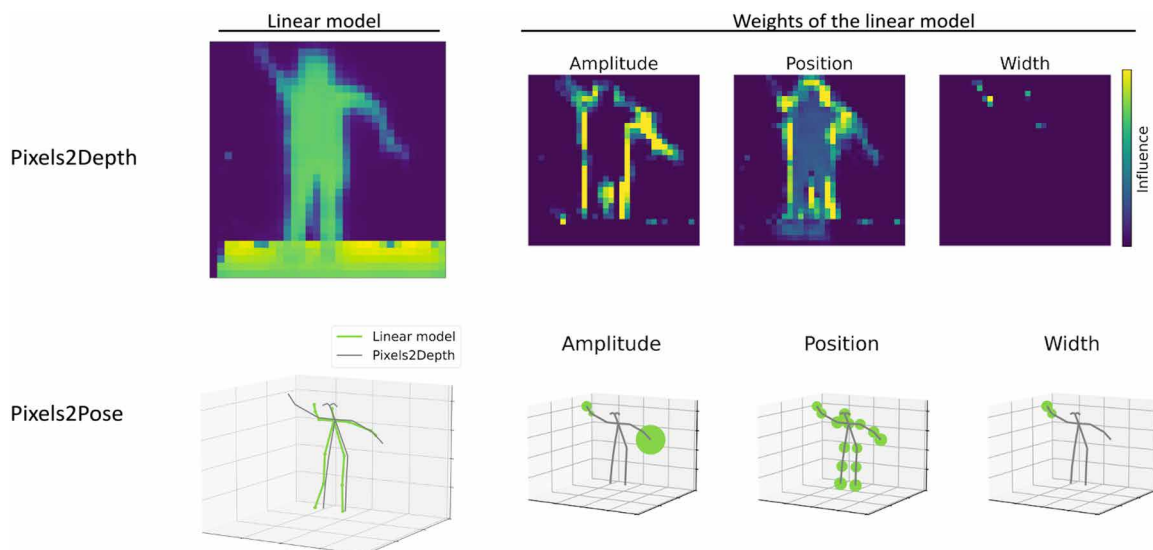 Linear model
Weights of the linear model
Amplitude
Position
Width
Pixels2Depth
Influence
Linear model
Pixels2Depth
Amplitude
Position
Width
Pixels2Pose